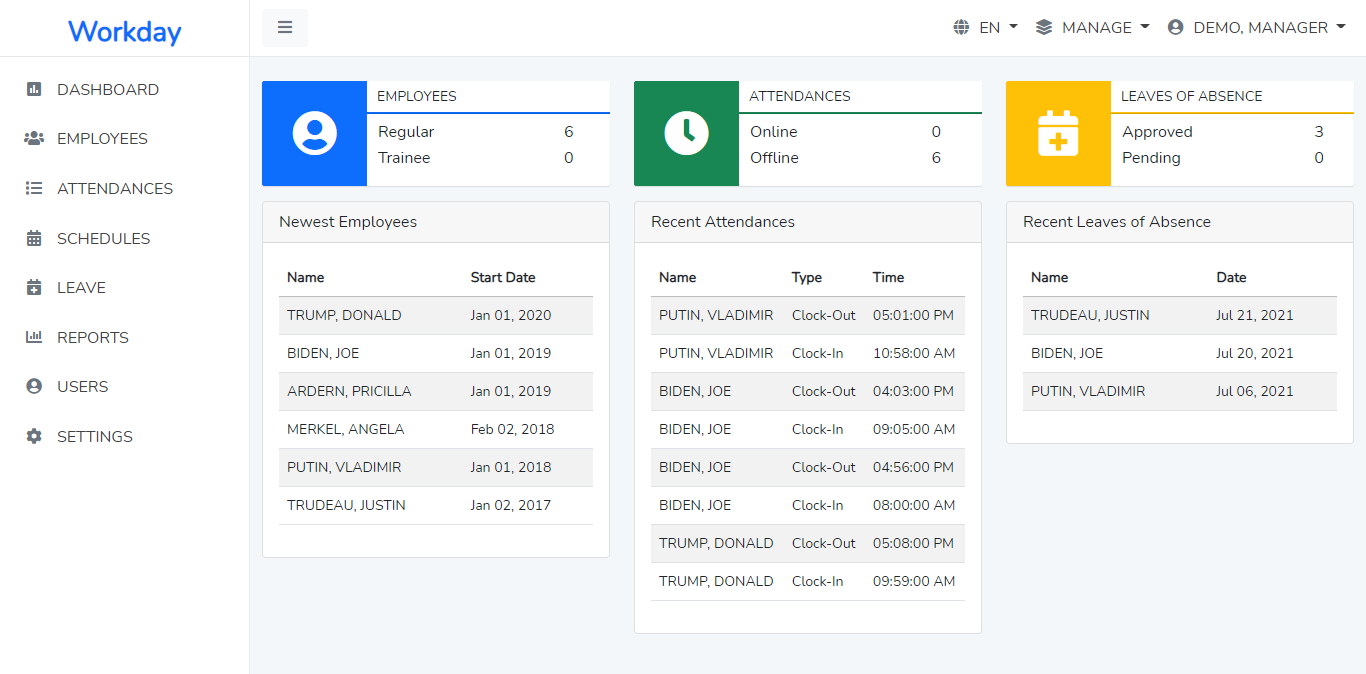 Workday
EN
MANAGE
DEMO, MANAGER
DASHBOARD
EMPLOYEES
ATTENDANCES
SCHEDULES
LEAVE
REPORTS
USERS
SETTINGS
EMPLOYEES
Regular 6
Trainee 0
ATTENDANCES
Online 0
Offline 6
LEAVES OF ABSENCE
Approved 3
Pending 0
Newest Employees
Name Start Date
TRUMP, DONALD Jan 01, 2020
BIDEN, JOE Jan 01, 2019
ARDERN, PRICILLA Jan 01, 2019
MERKEL, ANGELA Feb 02, 2018
PUTIN, VLADIMIR Jan 01, 2018
TRUDEAU, JUSTIN Jan 02, 2017
Recent Attendances
Name Type Time
PUTIN, VLADIMIR Clock-Out 05:01:00 PM
PUTIN, VLADIMIR Clock-In 10:58:00 AM
BIDEN, JOE Clock-Out 04:03:00 PM
BIDEN, JOE Clock-In 09:05:00 AM
BIDEN, JOE Clock-Out 04:56:00 PM
BIDEN, JOE Clock-In 08:00:00 AM
TRUMP, DONALD Clock-Out 05:08:00 PM
TRUMP, DONALD Clock-In 09:59:00 AM
Recent Leaves of Absence
Name Date
TRUDEAU, JUSTIN Jul 21, 2021
BIDEN, JOE Jul 20, 2021
PUTIN, VLADIMIR Jul 06, 2021